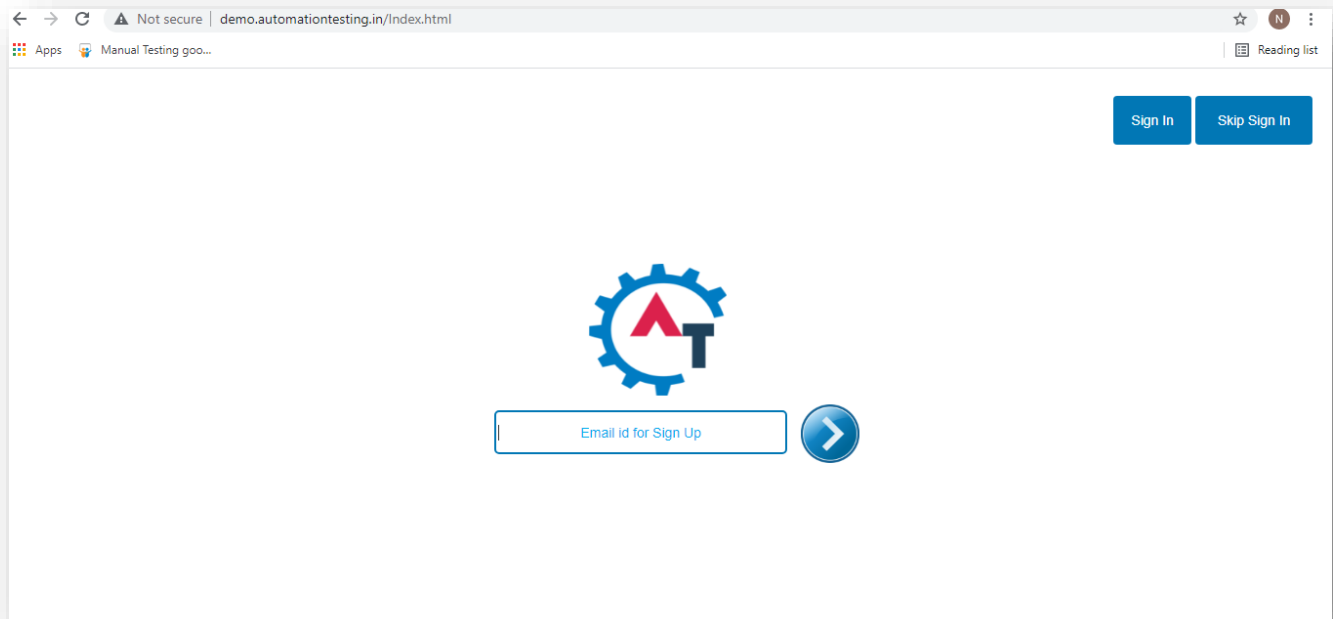 Not secure demo.automationtesting.in/Index.html N
Apps Manual Testing goo... Reading list
Sign In Skip Sign In
AT
Email id for Sign Up